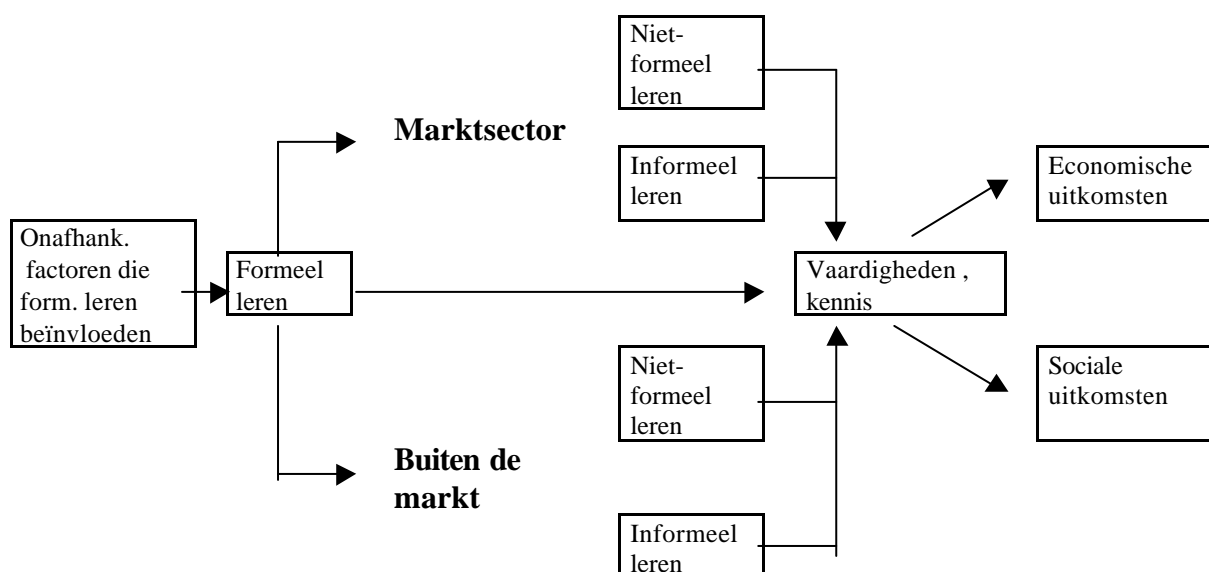 Niet-
formeel
leren
Marktsector
Informeel
leren
Economische
uitkomsten
Onafhank.
factoren die
form. leren
beïnvloeden
Formeel
leren
Vaardigheden ,
kennis
Niet-
formeel
leren
Sociale
uitkomsten
Buiten de
markt
Informeel
leren